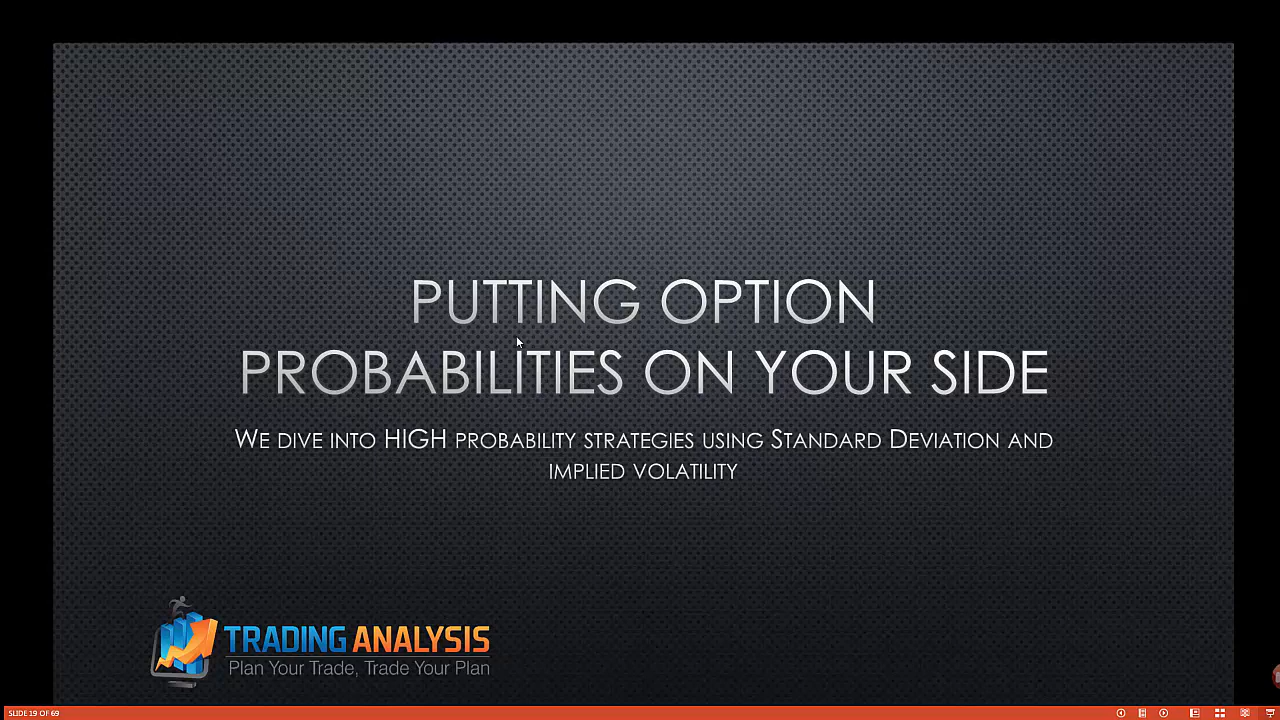 PUTTING OPTION
PROBABILITIES ON YOUR SIDE
WE DIVE INTO HIGH PROBABILITY STRATEGIES USING STANDARD DEVIATION AND
IMPLIED VOLATILITY
TRADING ANALYSIS
Plan Your Trade, Trade Your Plan
SLIDE 19 OF 69